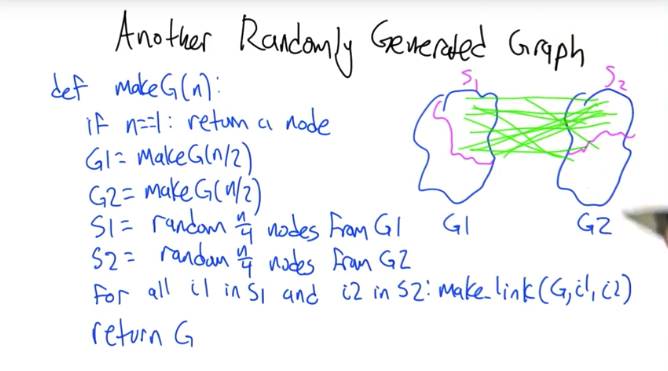 Another Randomly Generated Graph
def makeG(n):
if n==1: return a node
G1 = makeG(n/2)
G2 = makeG(n/2)
S1 = random n/4 nodes from G1
S2 = random n/4 nodes from G2
for all i1 in S1 and i2 in S2: make_link(G, i1, i2)
return G
S1
S2
G1
G2